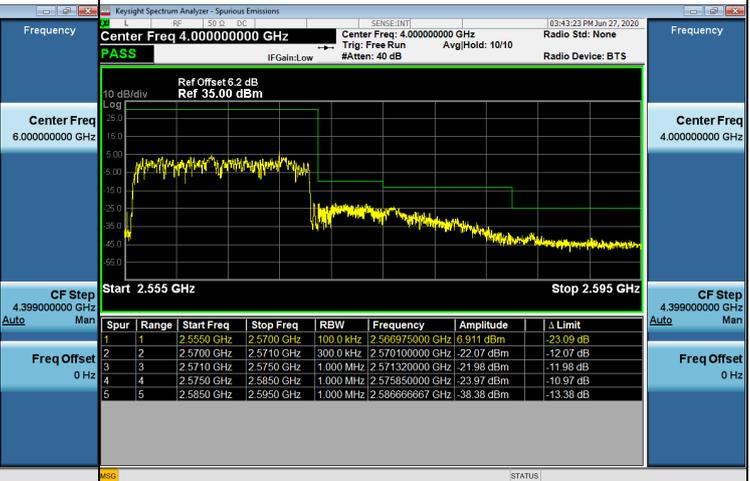 Keysight Spectrum Analyzer - Spurious Emissions
L RF 50 Ω DC SENSE:INT 03:43:23 PM Jun 27, 2020
Frequency
Center Freq 4.000000000 GHz
Center Freq: 4.000000000 GHz
Radio Std: None
Frequency
PASS
Trig: Free Run Avg|Hold: 10/10
IFGain:Low
#Atten: 40 dB
Radio Device: BTS
Ref Offset 6.2 dB
10 dB/div
Ref 35.00 dBm
Log
25.0
15.0
5.00
-5.00
-15.0
-25.0
-35.0
-45.0
-55.0
Center Freq
6.000000000 GHz
Center Freq
4.000000000 GHz
Start 2.555 GHz
Stop 2.595 GHz
CF Step
4.399000000 GHz
Auto Man
CF Step
4.399000000 GHz
Auto Man
Spur Range Start Freq Stop Freq RBW Frequency Amplitude Δ Limit
1 1 2.5550 GHz 2.5700 GHz 100.0 kHz 2.566975000 GHz 6.911 dBm -23.09 dB
2 2 2.5700 GHz 2.5710 GHz 300.0 kHz 2.570100000 GHz -22.07 dBm -12.07 dB
3 3 2.5710 GHz 2.5750 GHz 1.000 MHz 2.571320000 GHz -21.98 dBm -11.98 dB
4 4 2.5750 GHz 2.5850 GHz 1.000 MHz 2.575850000 GHz -23.97 dBm -10.97 dB
5 5 2.5850 GHz 2.5950 GHz 1.000 MHz 2.586666667 GHz -38.38 dBm -13.38 dB
Freq Offset
0 Hz
Freq Offset
0 Hz
MSG
STATUS